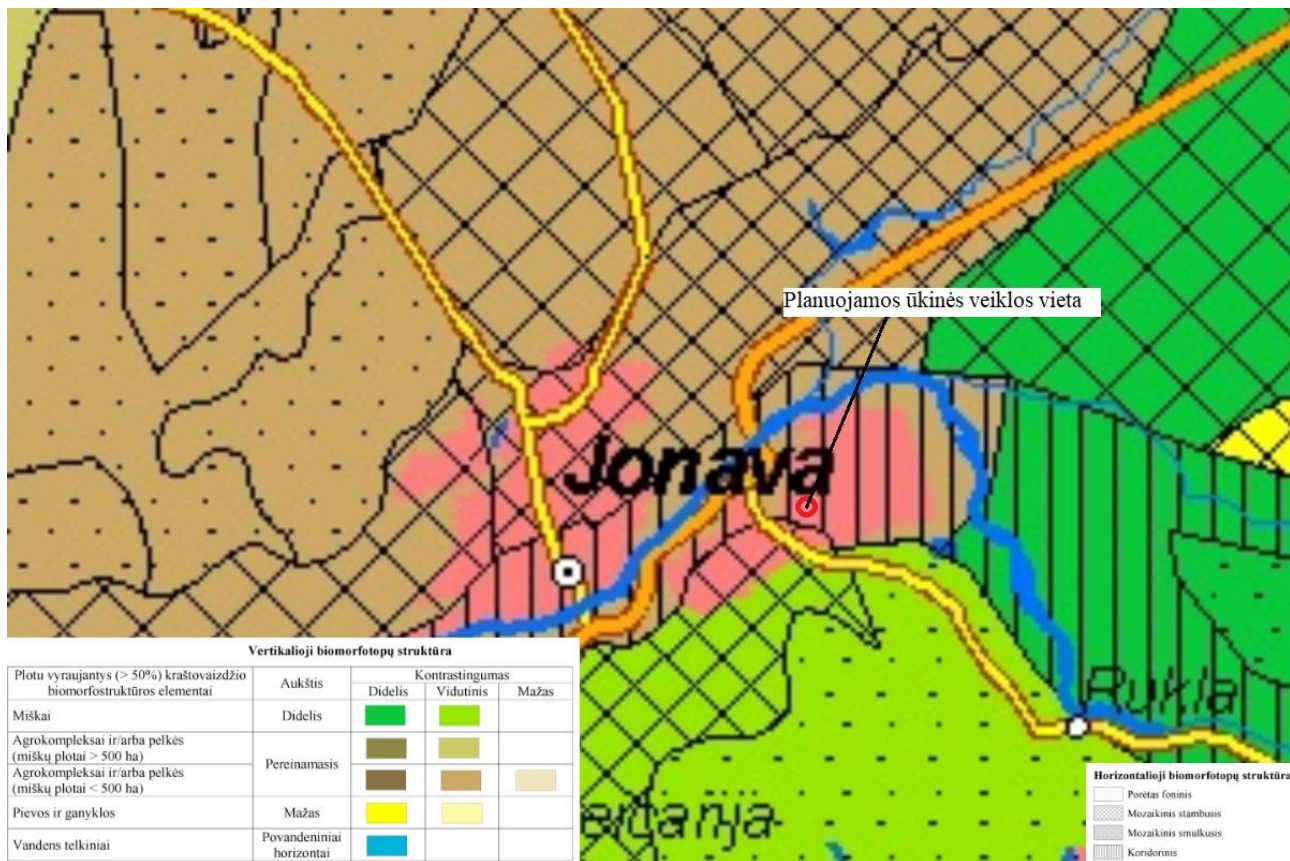 Planuojamos ūkinės veiklos vieta
Jonava
Rukla
Vertikalioji biomorfotopų struktūra
Plotu vyraujantys (> 50%) kraštovaizdžio
biomorfostruktūros elementai
Aukštis
Kontrastingumas
Didelis
Vidutinis
Mažas
Miškai
Didelis
Agrokompleksai ir/arba pelkės
(miškų plotai > 500 ha)
Pereinamasis
Agrokompleksai ir/arba pelkės
(miškų plotai < 500 ha)
Pievos ir ganyklos
Mažas
Vandens telkiniai
Povandeniniai
horizontai
Horizontalioji biomorfotopų struktūra
Porėtas foninis
Mozaikinis stambusis
Mozaikinis smulkusis
Koridorinis